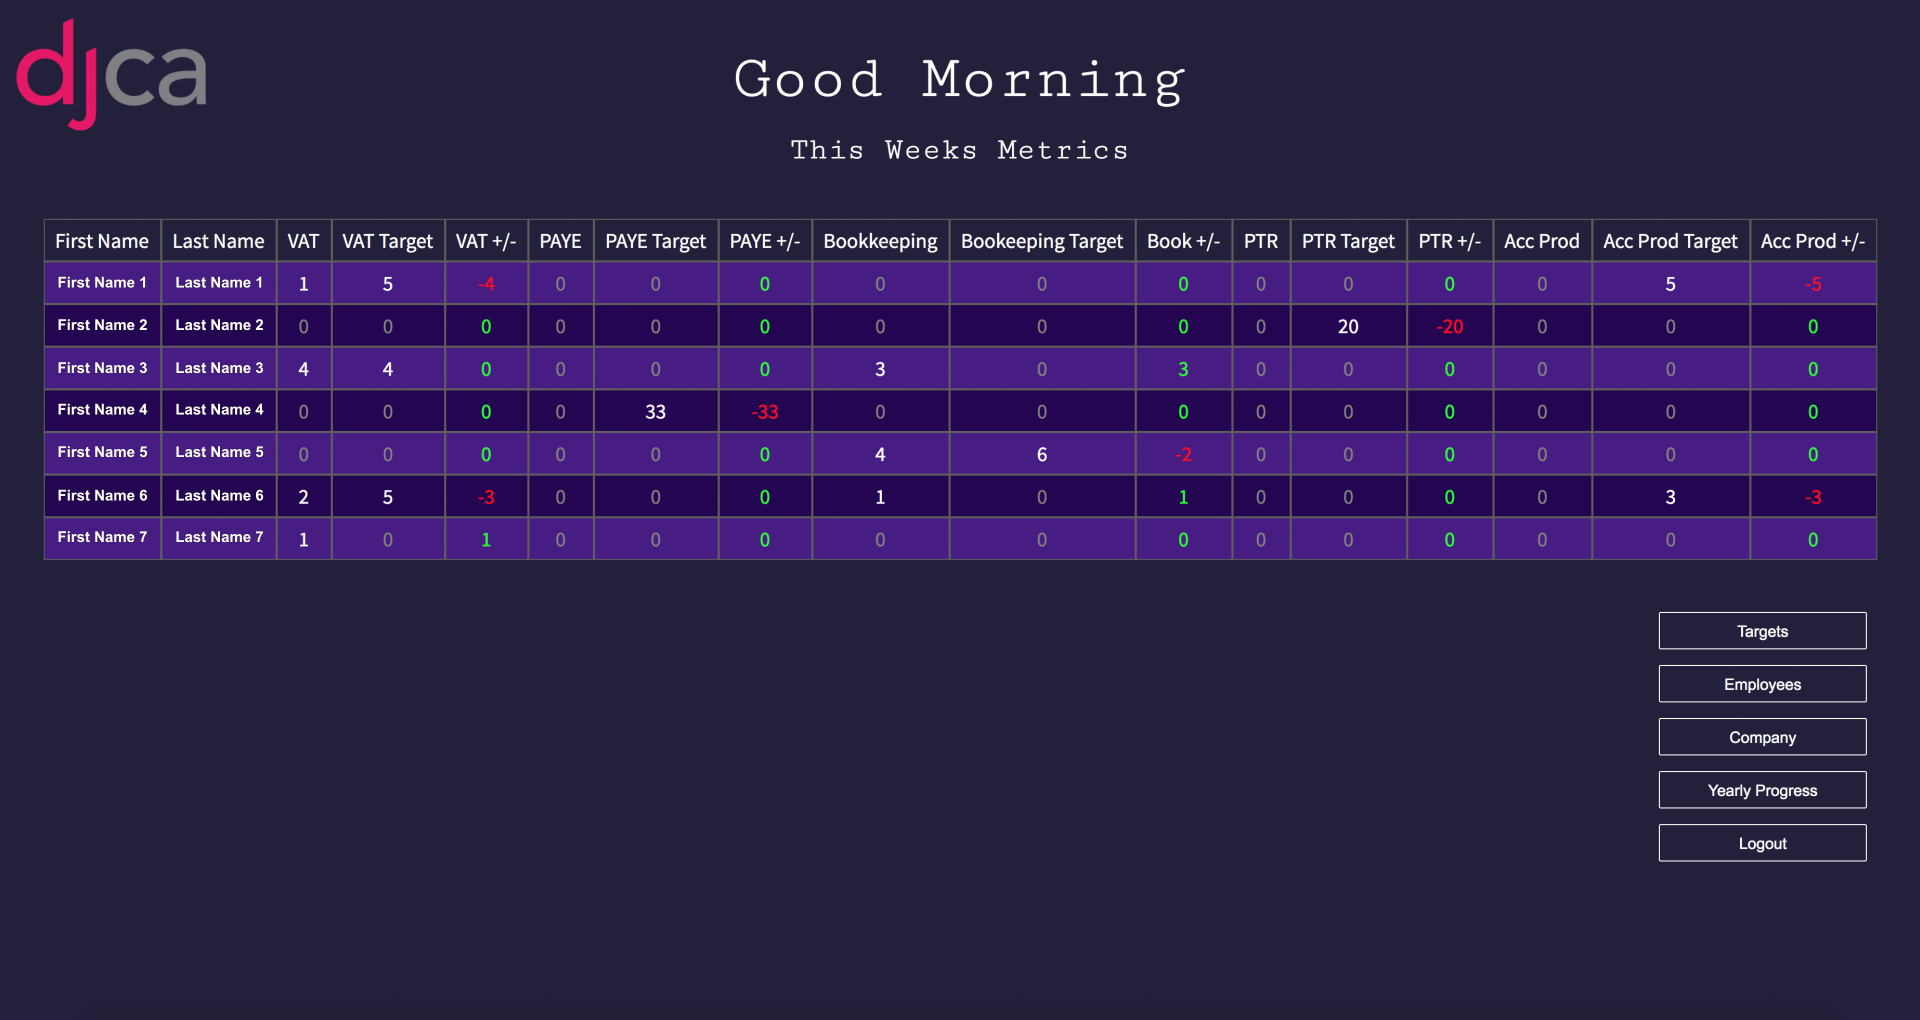 djca
Good Morning
This Weeks Metrics
First Name Last Name VAT VAT Target VAT +/- PAYE PAYE Target PAYE +/- Bookkeeping Bookeeping Target Book +/- PTR PTR Target PTR +/- Acc Prod Acc Prod Target Acc Prod +/-
First Name 1 Last Name 1 1 5 -4 0 0 0 0 0 0 0 0 0 0 5 -5
First Name 2 Last Name 2 0 0 0 0 0 0 0 0 0 0 20 -20 0 0 0
First Name 3 Last Name 3 4 4 0 0 0 0 3 0 3 0 0 0 0 0 0
First Name 4 Last Name 4 0 0 0 0 33 -33 0 0 0 0 0 0 0 0 0
First Name 5 Last Name 5 0 0 0 0 0 0 4 6 -2 0 0 0 0 0 0
First Name 6 Last Name 6 2 5 -3 0 0 0 1 0 1 0 0 0 0 3 -3
First Name 7 Last Name 7 1 0 1 0 0 0 0 0 0 0 0 0 0 0 0
Targets
Employees
Company
Yearly Progress
Logout